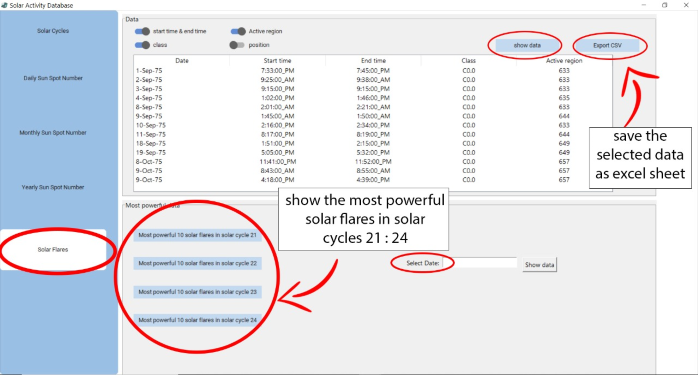 Solar Activity Database
Solar Cycles
Daily Sun Spot Number
Monthly Sun Spot Number
Yearly Sun Spot Number
Solar Flares
Data
start time & end time Active region
class position
show data Export CSV
Date Start time End time Class Active region
1-Sep-75 7:33:00_PM 7:45:00_PM C0.0 633
2-Sep-75 9:25:00_AM 9:38:00_AM C0.0 633
3-Sep-75 9:15:00_PM 9:15:00_PM C0.0 633
4-Sep-75 1:02:00_PM 1:46:00_PM C0.0 635
8-Sep-75 2:01:00_AM 2:21:00_AM C0.0 633
9-Sep-75 1:45:00_AM 1:50:00_AM C0.0 644
10-Sep-75 2:16:00_AM 2:34:00_AM C0.0 633
11-Sep-75 8:17:00_PM 8:19:00_PM C0.0 644
18-Sep-75 1:51:00_PM 2:15:00_PM C0.0 649
19-Sep-75 5:05:00_PM 5:32:00_PM C0.0 649
8-Oct-75 11:41:00_PM 11:52:00_PM C0.0 657
9-Oct-75 8:43:00_AM 8:55:00_AM C0.0 657
9-Oct-75 4:18:00_PM 4:39:00_PM C0.0 657
save the
selected data
as excel sheet
Most powerful data
show the most powerful
solar flares in solar
cycles 21 : 24
Most powerful 10 solar flares in solar cycle 21
Most powerful 10 solar flares in solar cycle 22
Most powerful 10 solar flares in solar cycle 23
Most powerful 10 solar flares in solar cycle 24
Select Date: Show data